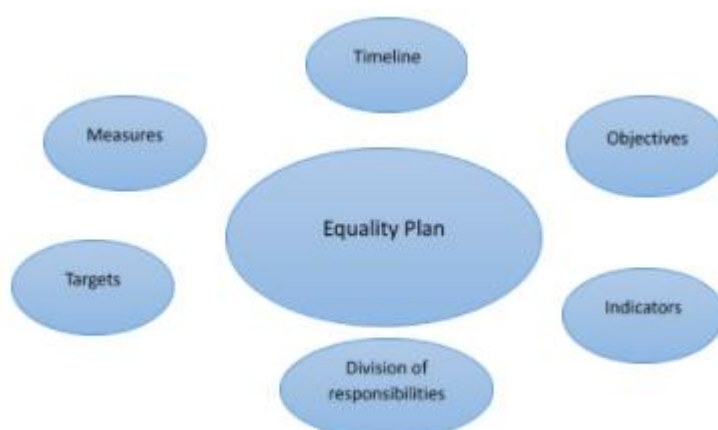 Timeline
Measures
Objectives
Equality Plan
Targets
Indicators
Division of
responsibilities